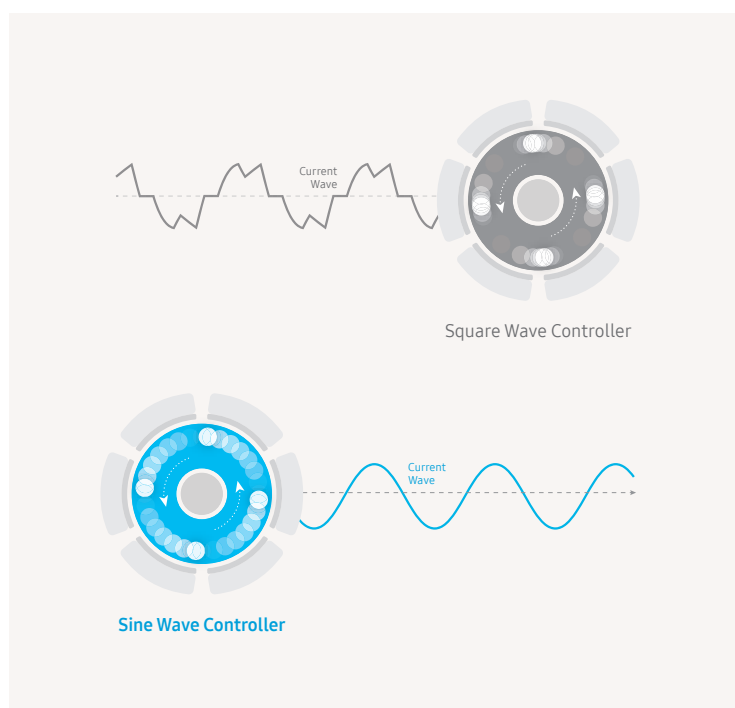 Current
Wave
Square Wave Controller
Current
Wave
Sine Wave Controller